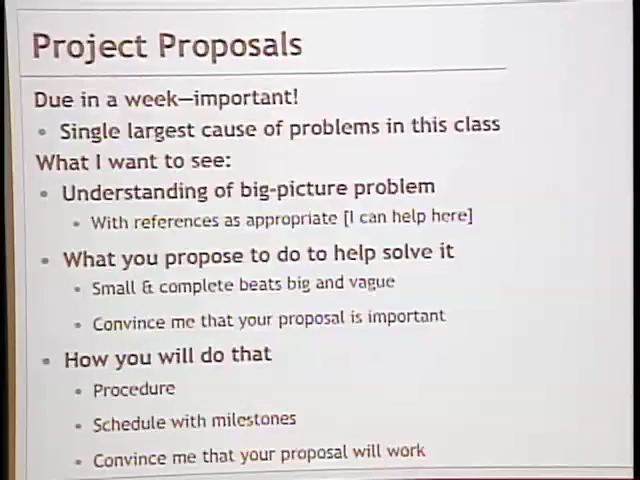 Project Proposals
Due in a week—important!
• Single largest cause of problems in this class
What I want to see:
• Understanding of big-picture problem
• With references as appropriate [I can help here]
• What you propose to do to help solve it
• Small & complete beats big and vague
• Convince me that your proposal is important
• How you will do that
• Procedure
• Schedule with milestones
• Convince me that your proposal will work